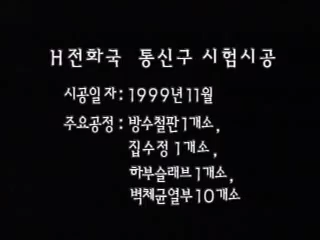 H전화국 통신구 시험시공
시공일자 : 1999년11월
주요공정 : 방수철판1개소,
집수정 1개소,
하부슬래브1개소,
벽체균열부10개소